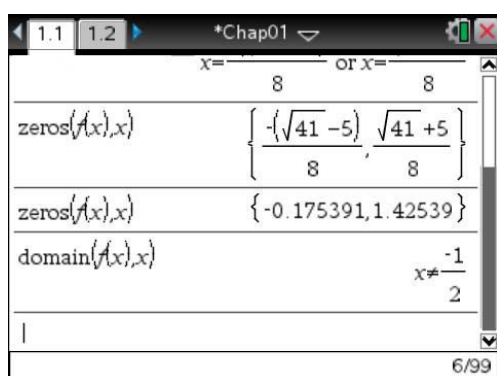 1.1 1.2 *Chap01
x= 8 or x= 8
zeros(f(x),x) {-(√41 -5)/8, (√41 +5)/8}
zeros(f(x),x) {-0.175391,1.42539}
domain(f(x),x) x≠-1/2
6/99